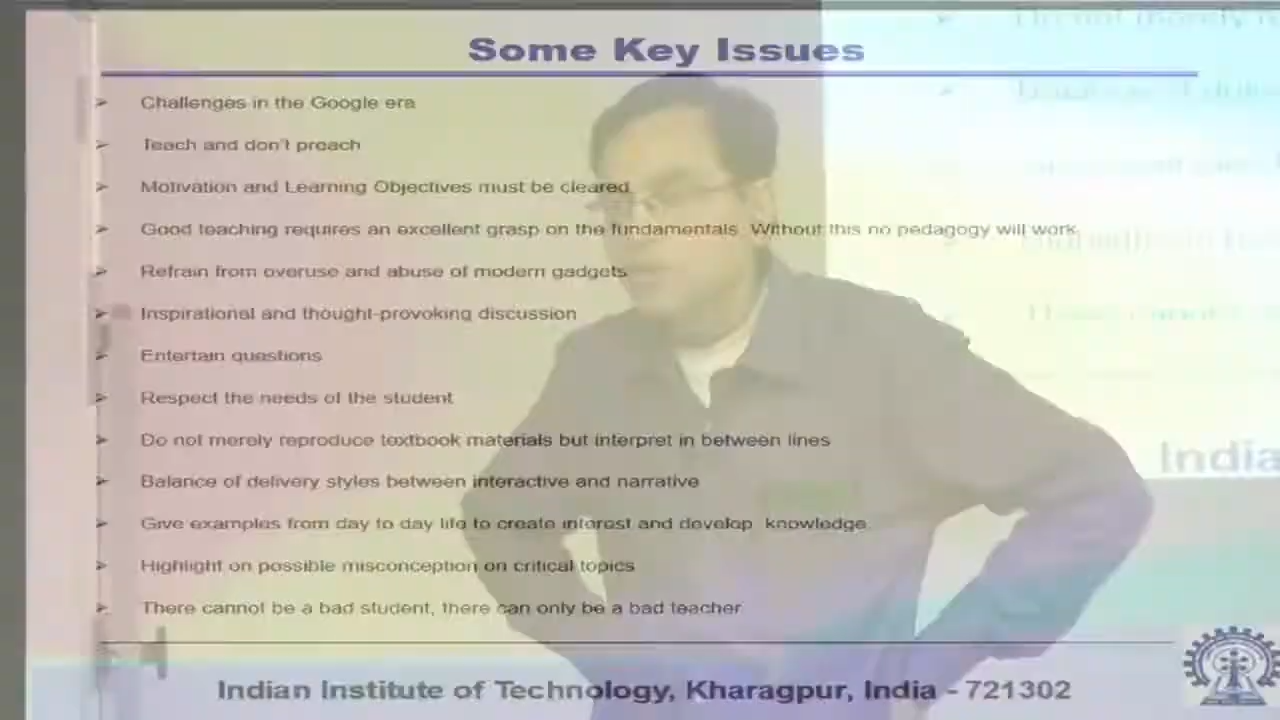 Some Key Issues
➢ Challenges in the Google era
➢ Teach and don't preach
➢ Motivation and Learning Objectives must be cleared.
➢ Good teaching requires an excellent grasp on the fundamentals. Without this no pedagogy will work.
➢ Refrain from overuse and abuse of modern gadgets.
➢ Inspirational and thought-provoking discussion
➢ Entertain questions
➢ Respect the needs of the student
➢ Do not merely reproduce textbook materials but interpret in between lines
➢ Balance of delivery styles between interactive and narrative
➢ Give examples from day to day life to create interest and develop knowledge.
➢ Highlight on possible misconception on critical topics
➢ There cannot be a bad student, there can only be a bad teacher
Indian Institute of Technology, Kharagpur, India - 721302
Do not merely
India